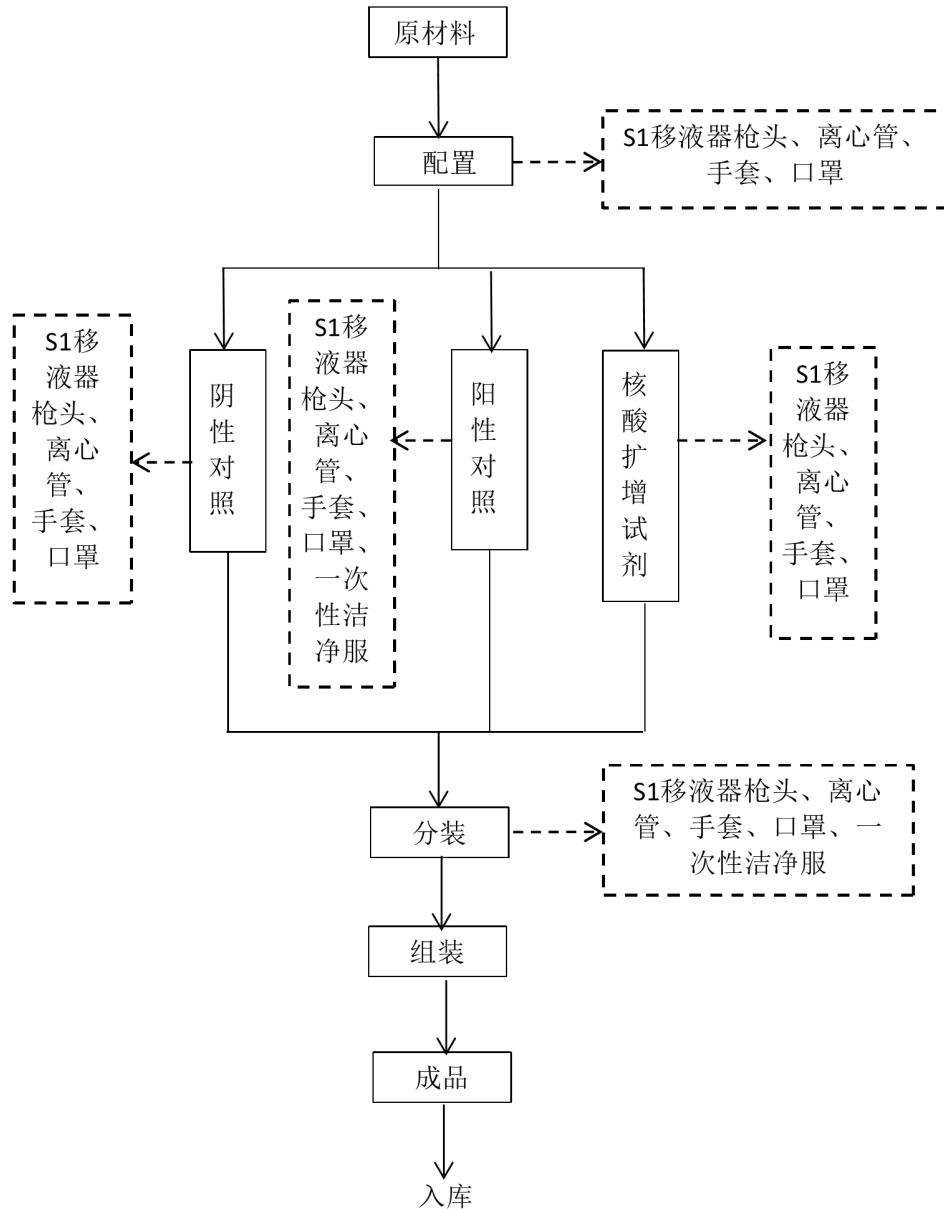 原材料
配置
S1移液器枪头、离心管、
手套、口罩
S1移
液器
枪头、
离心
管、
手套、
口罩
阴性对照
S1移
液器
枪头、
离心
管、
手套、
口罩、
一次
性洁
净服
阳性对照
核酸扩增试剂
S1移
液器
枪头、
离心
管、
手套、
口罩
分装
S1移液器枪头、离心
管、手套、口罩、一
次性洁净服
组装
成品
入库